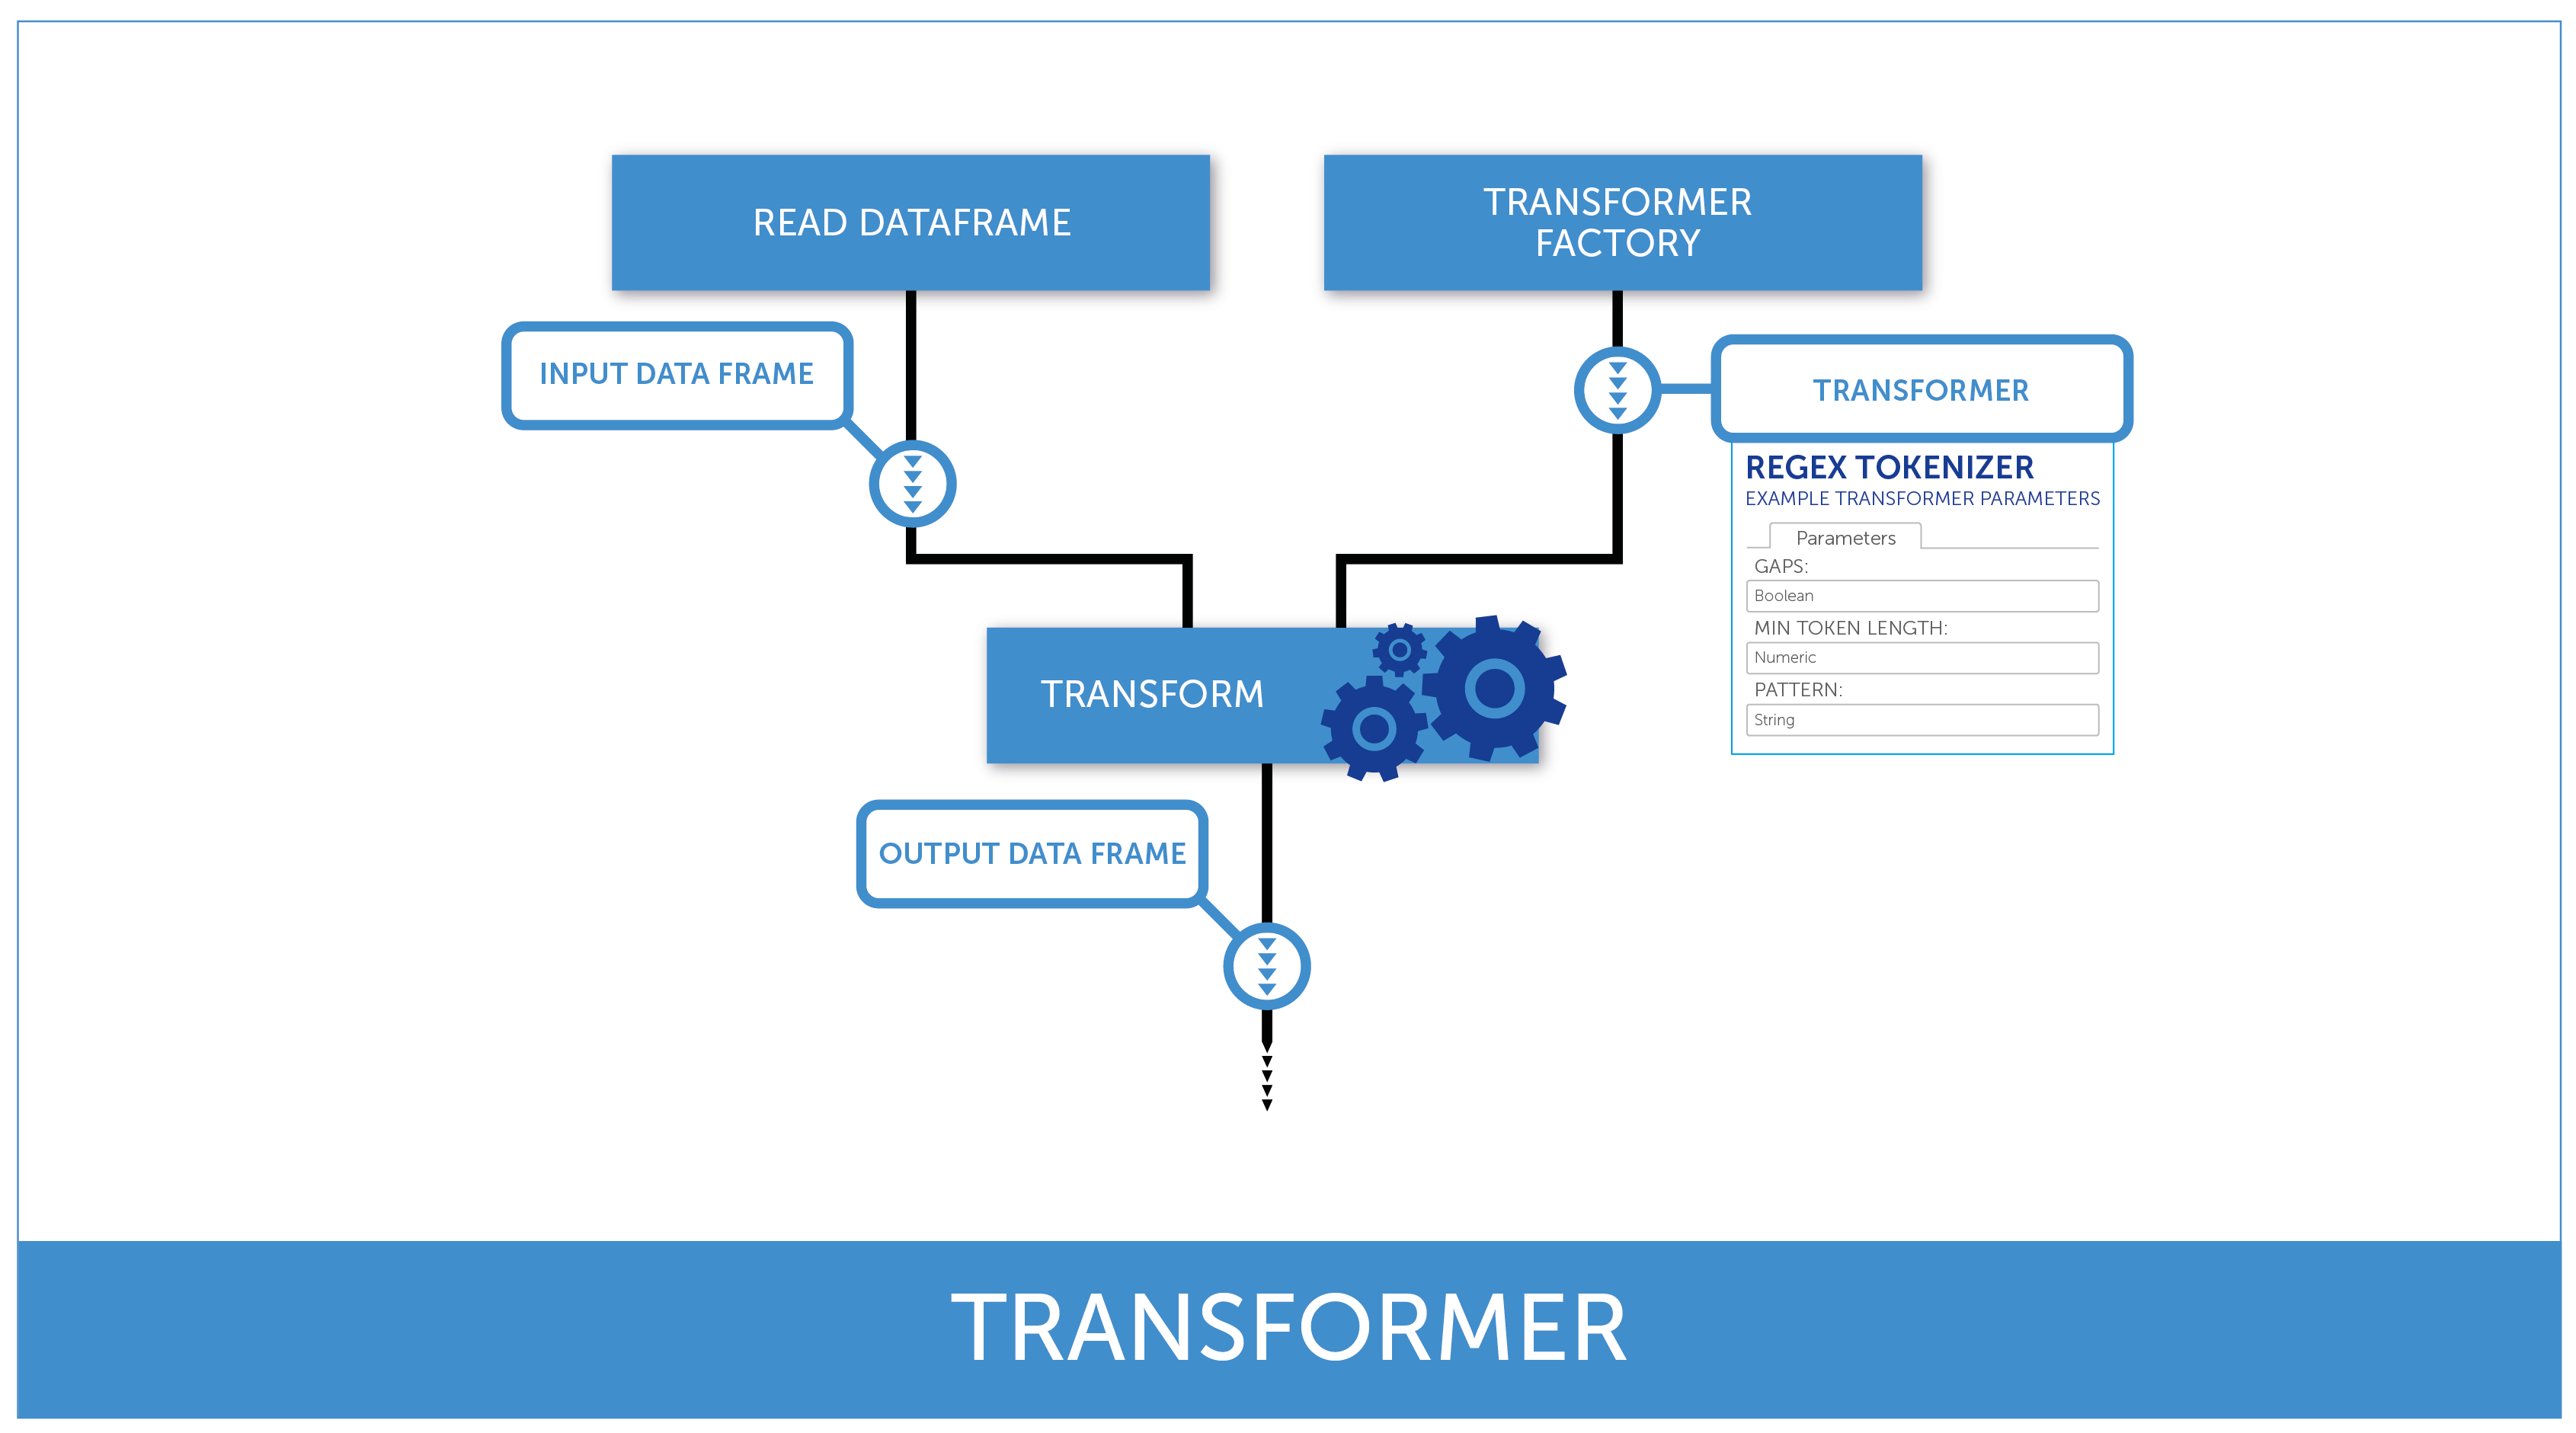 READ DATAFRAME
TRANSFORMER
FACTORY
INPUT DATA FRAME
TRANSFORMER
REGEX TOKENIZER
EXAMPLE TRANSFORMER PARAMETERS
Parameters
GAPS:
Boolean
MIN TOKEN LENGTH:
Numeric
PATTERN:
String
TRANSFORM
OUTPUT DATA FRAME
TRANSFORMER